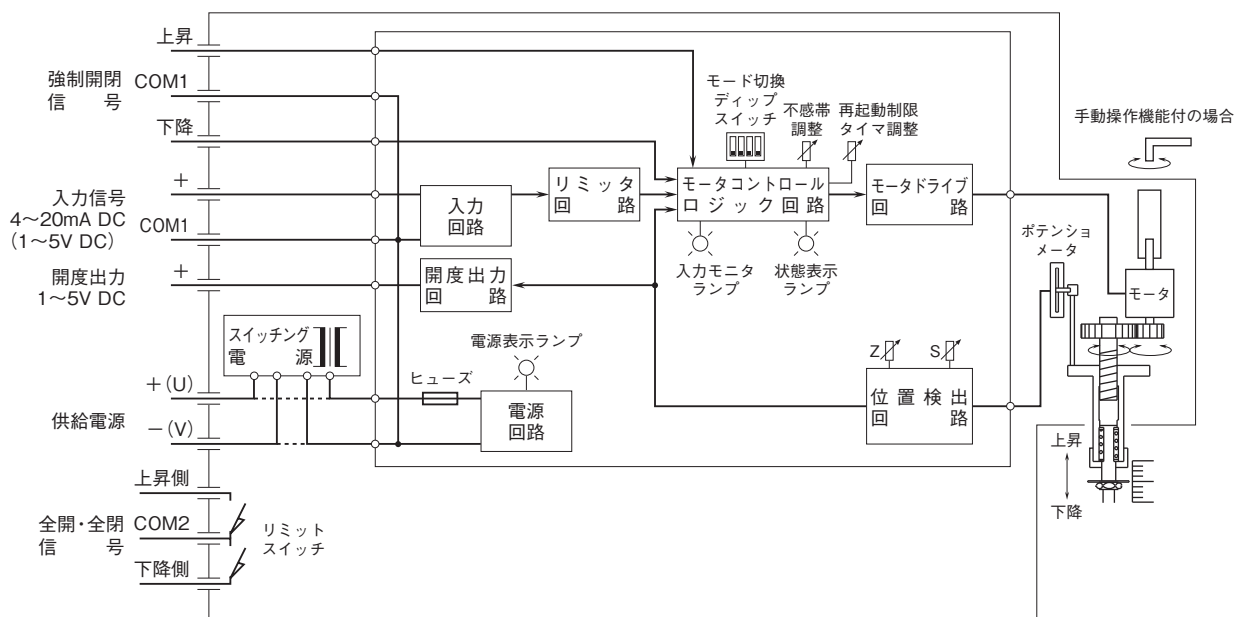 上昇
強制開閉
信号
COM1
下降
+
入力信号
4～20mA DC
(1～5V DC)
COM1
開度出力
1～5V DC
+
スイッチング
電源
+(U)
供給電源
-(V)
上昇側
全開・全閉
信号
COM2
下降側
リミット
スイッチ
入力
回路
開度出力
回路
リミッタ
回路
モード切換
ディップ
スイッチ
不感帯
調整
再起動制限
タイマ調整
モータコントロール
ロジック回路
モータドライブ
回路
入力モニタ
ランプ
状態表示
ランプ
電源表示ランプ
ヒューズ
電源
回路
Z
S
位置検出
回路
手動操作機能付の場合
ポテンショ
メータ
モータ
上昇
下降